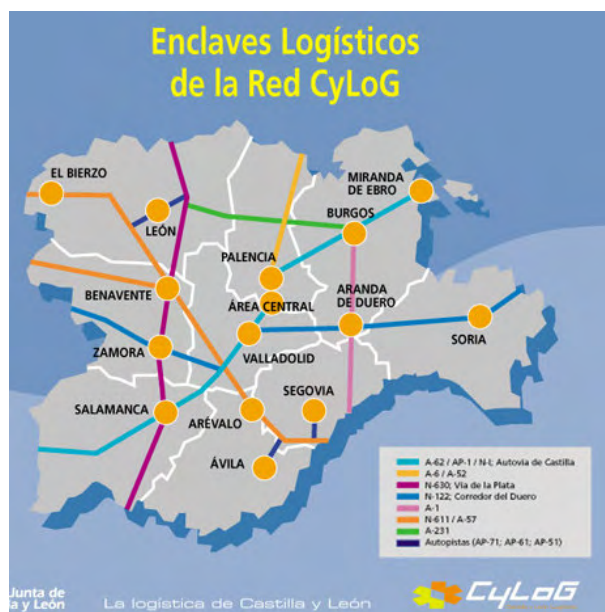 Enclaves Logísticos
de la Red CyLoG
EL BIERZO
MIRANDA
DE EBRO
LEÓN
BURGOS
PALENCIA
BENAVENTE
ÁREA CENTRAL
ARANDA
DE DUERO
ZAMORA
VALLADOLID
SORIA
SEGOVIA
SALAMANCA
ARÉVALO
ÁVILA
A-62 / AP-1 / N-I; Autovia de Castilla
A-6 / A-52
N-630; Vía de la Plata
N-122; Corredor del Duero
A-1
N-611 / A-57
A-231
Autopistas (AP-71; AP-61; AP-51)
Junta de
a y León
La logística de Castilla y León
CyLoG